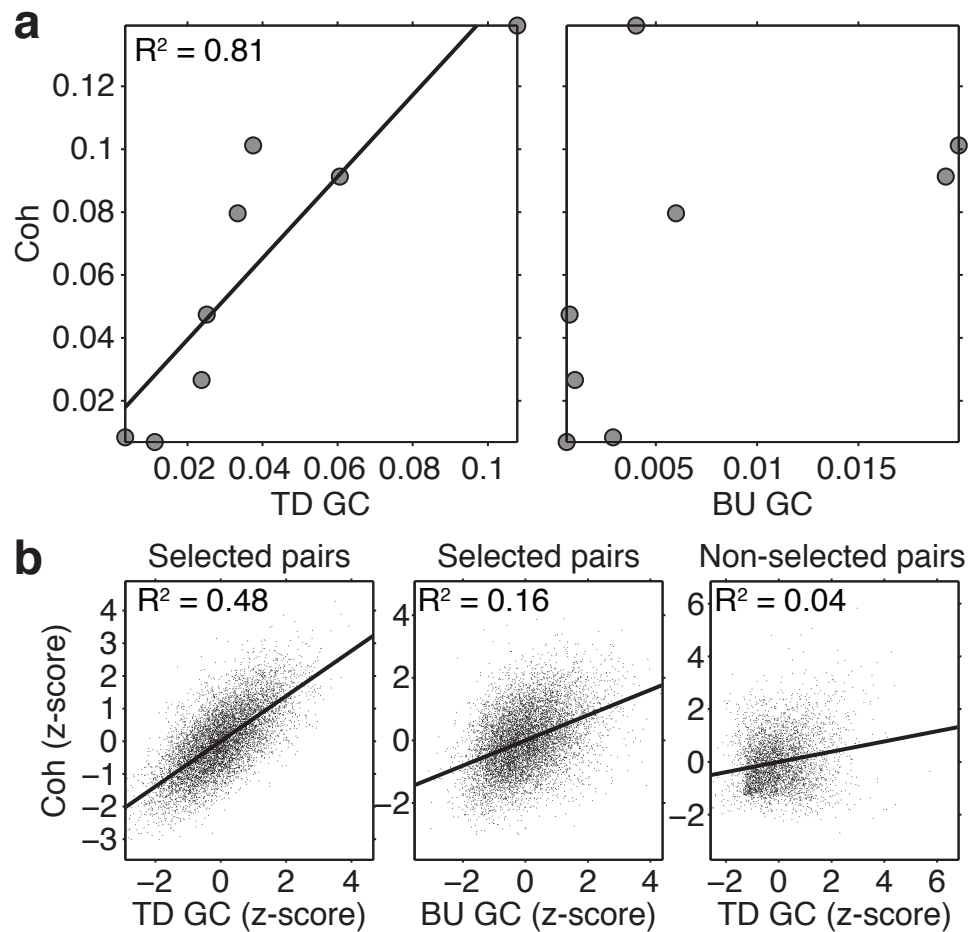 a
R² = 0.81
0.12
0.1
0.08
0.06
0.04
0.02
Coh
0.02 0.04 0.06 0.08 0.1
TD GC
0.005 0.01 0.015
BU GC
b
Selected pairs
Selected pairs
Non-selected pairs
R² = 0.48
R² = 0.16
R² = 0.04
Coh (z-score)
4
3
2
1
0
−1
−2
−3
4
2
0
−2
6
4
2
0
−2
−2 0 2 4
−2 0 2 4
−2 0 2 4 6
TD GC (z-score)
BU GC (z-score)
TD GC (z-score)